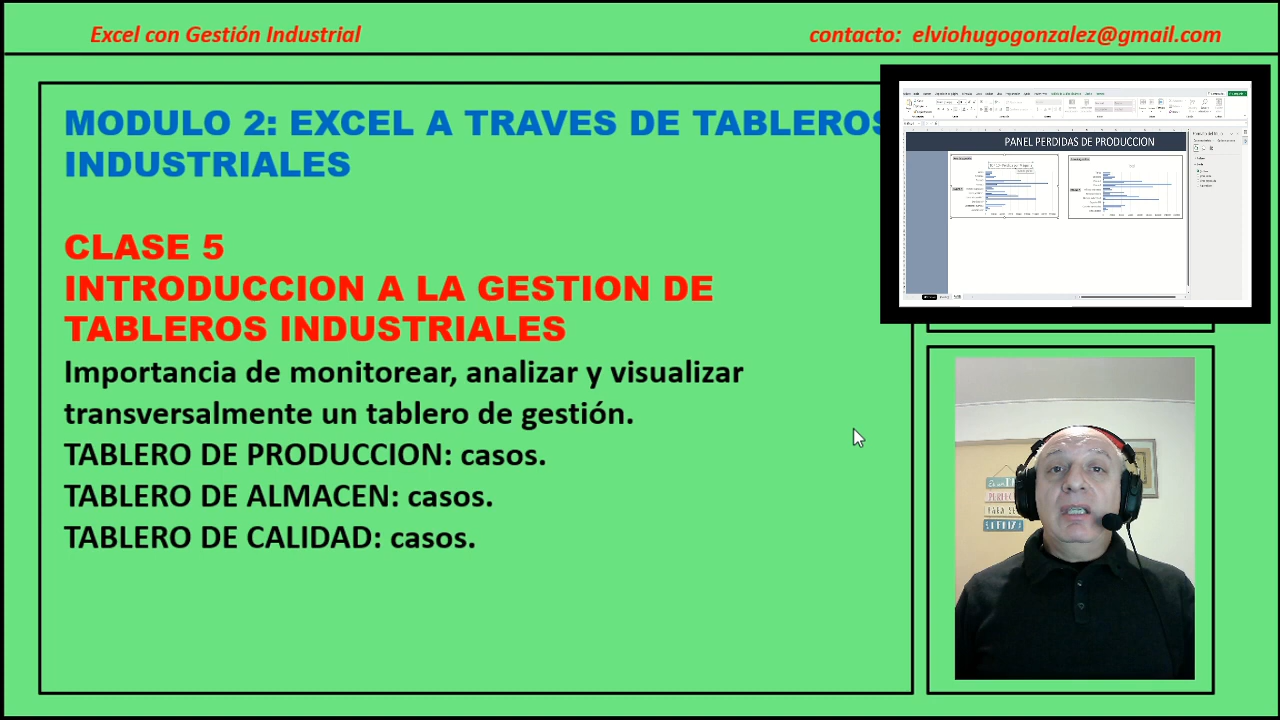 Excel con Gestión Industrial
contacto: elviohugogonzalez@gmail.com
MODULO 2: EXCEL A TRAVES DE TABLEROS
INDUSTRIALES
CLASE 5
INTRODUCCION A LA GESTION DE
TABLEROS INDUSTRIALES
Importancia de monitorear, analizar y visualizar
transversalmente un tablero de gestión.
TABLERO DE PRODUCCION: casos.
TABLERO DE ALMACEN: casos.
TABLERO DE CALIDAD: casos.
PANEL PERDIDAS DE PRODUCCION